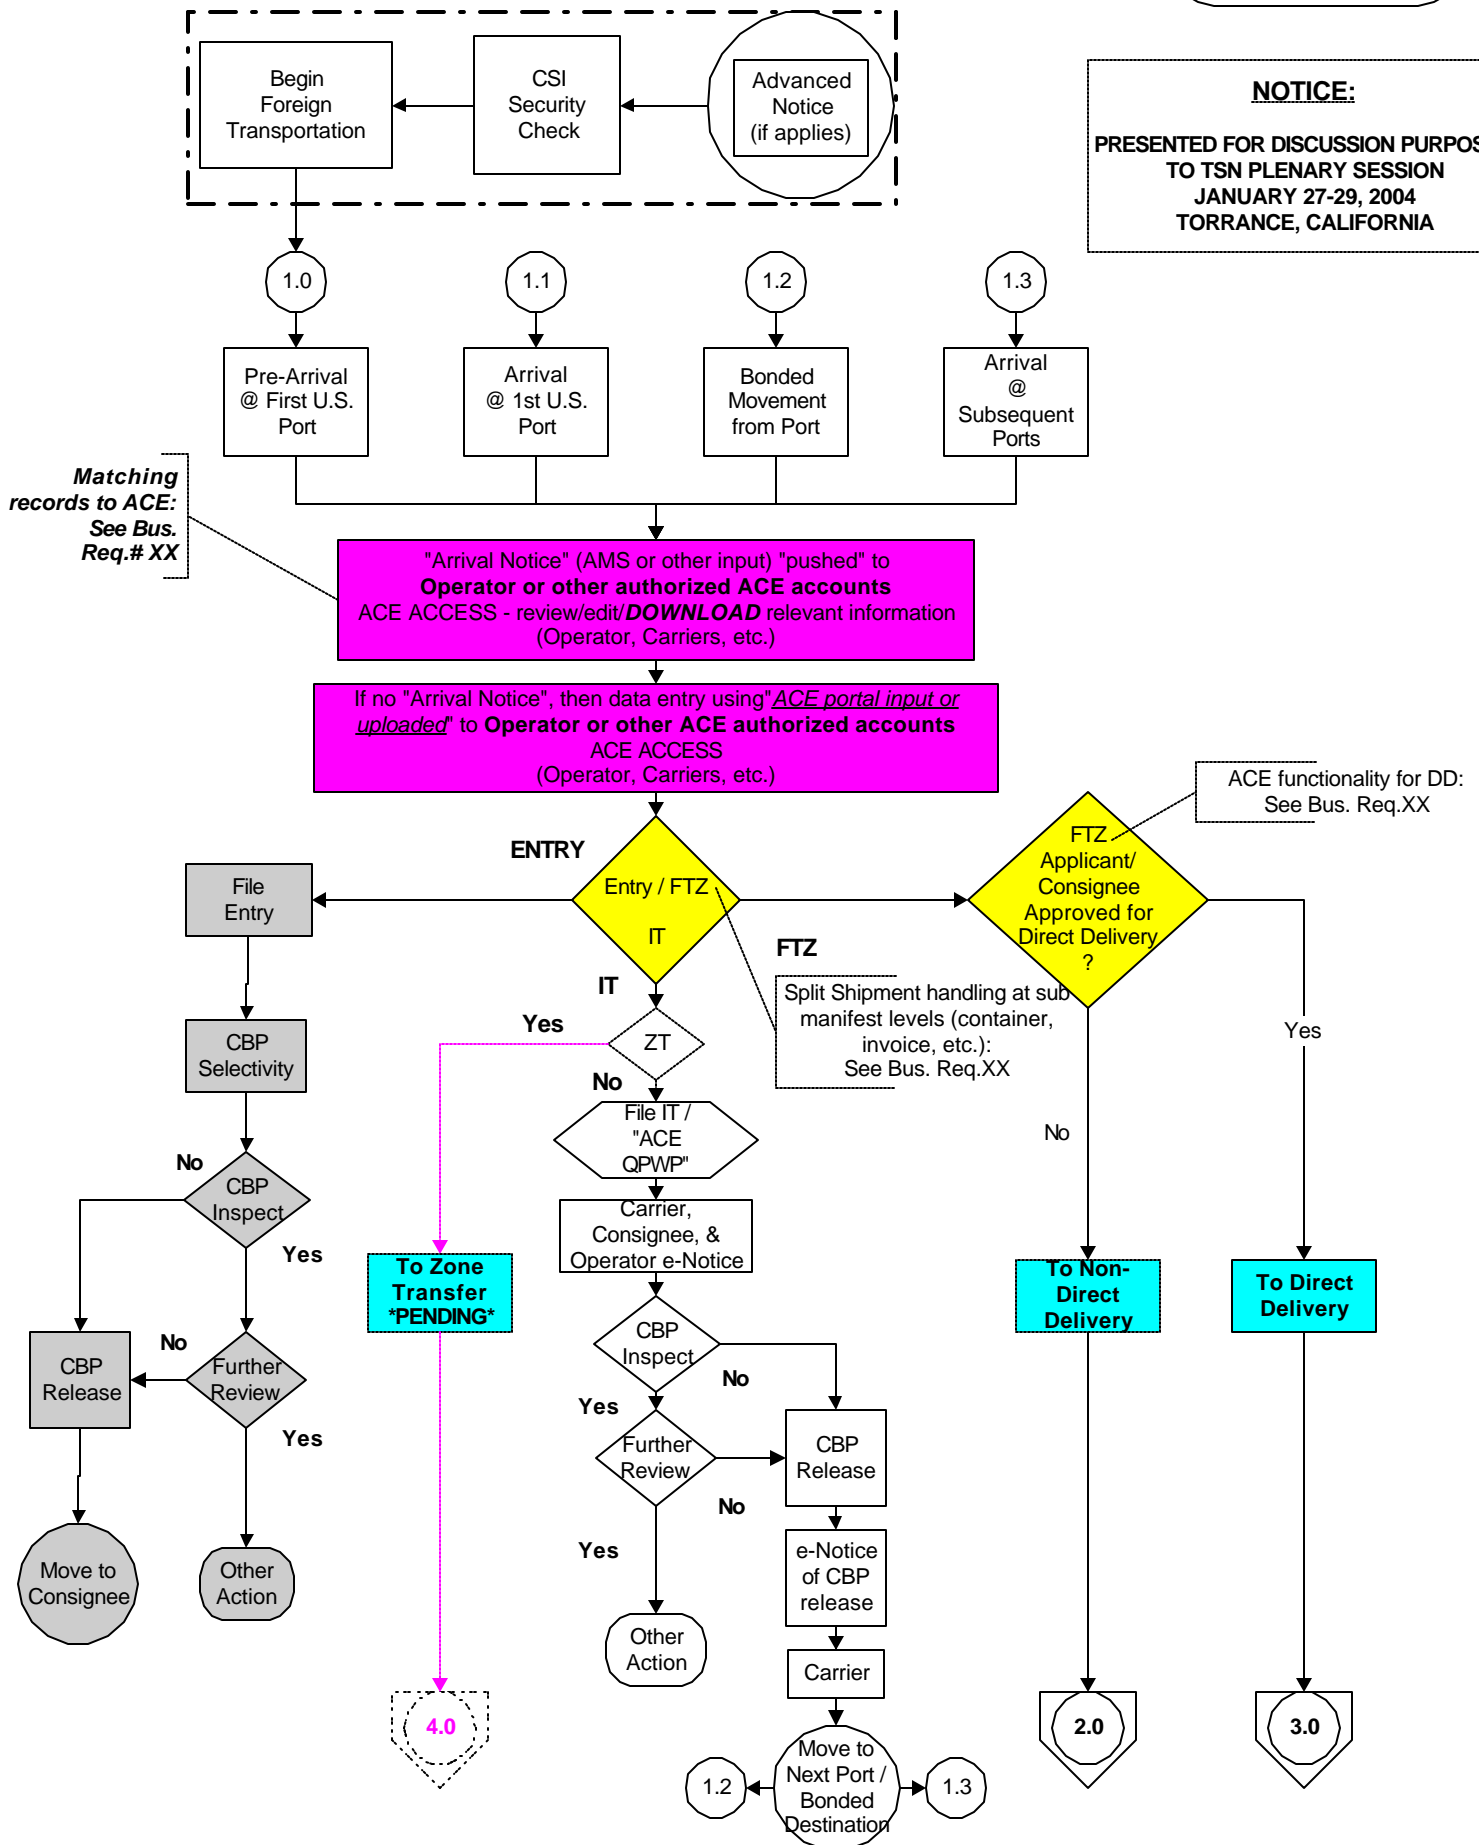 Begin
Foreign
Transportation
CSI
Security
Check
Advanced
Notice
(if applies)
NOTICE:
PRESENTED FOR DISCUSSION PURPOS
TO TSN PLENARY SESSION
JANUARY 27-29, 2004
TORRANCE, CALIFORNIA
1.0
1.1
1.2
1.3
Pre-Arrival
@ First U.S.
Port
Arrival
@ 1st U.S.
Port
Bonded
Movement
from Port
Arrival
@
Subsequent
Ports
Matching
records to ACE:
See Bus.
Req.# XX
"Arrival Notice" (AMS or other input) "pushed" to
Operator or other authorized ACE accounts
ACE ACCESS - review/edit/DOWNLOAD relevant information
(Operator, Carriers, etc.)
If no "Arrival Notice", then data entry using"ACE portal input or
uploaded" to Operator or other ACE authorized accounts
ACE ACCESS
(Operator, Carriers, etc.)
ACE functionality for DD:
See Bus. Req.XX
ENTRY
Entry / FTZ
IT
FTZ
IT
FTZ
Applicant/
Consignee
Approved for
Direct Delivery
?
File
Entry
Split Shipment handling at sub
manifest levels (container,
invoice, etc.):
See Bus. Req.XX
Yes
ZT
No
Yes
No
CBP
Selectivity
File IT /
"ACE
QPWP"
No
CBP
Inspect
Yes
Carrier,
Consignee, &
Operator e-Notice
To Zone
Transfer
*PENDING*
To Non-
Direct
Delivery
To Direct
Delivery
CBP
Release
No
Further
Review
Yes
CBP
Inspect
No
Yes
Further
Review
No
Yes
CBP
Release
Move to
Consignee
Other
Action
e-Notice
of CBP
release
Other
Action
Carrier
4.0
2.0
3.0
1.2
Move to
Next Port /
Bonded
Destination
1.3